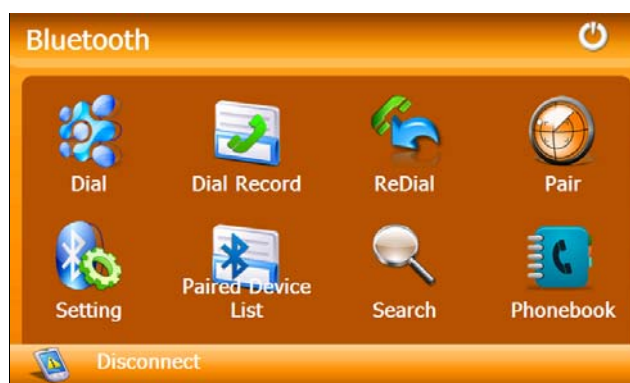 Bluetooth
Dial
Dial Record
ReDial
Pair
Setting
Paired Device
List
Search
Phonebook
Disconnect